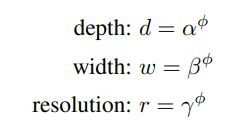 depth: d = α^ϕ
width: w = β^ϕ
resolution: r = γ^ϕ